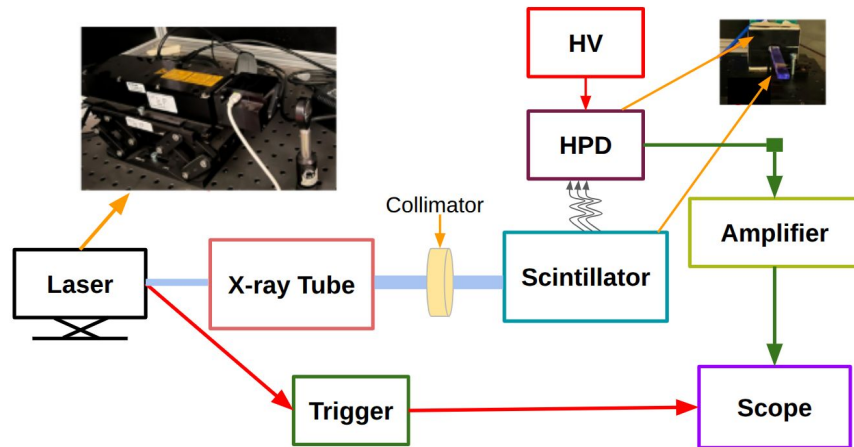 HV
HPD
Collimator
Amplifier
Laser
X-ray Tube
Scintillator
Trigger
Scope